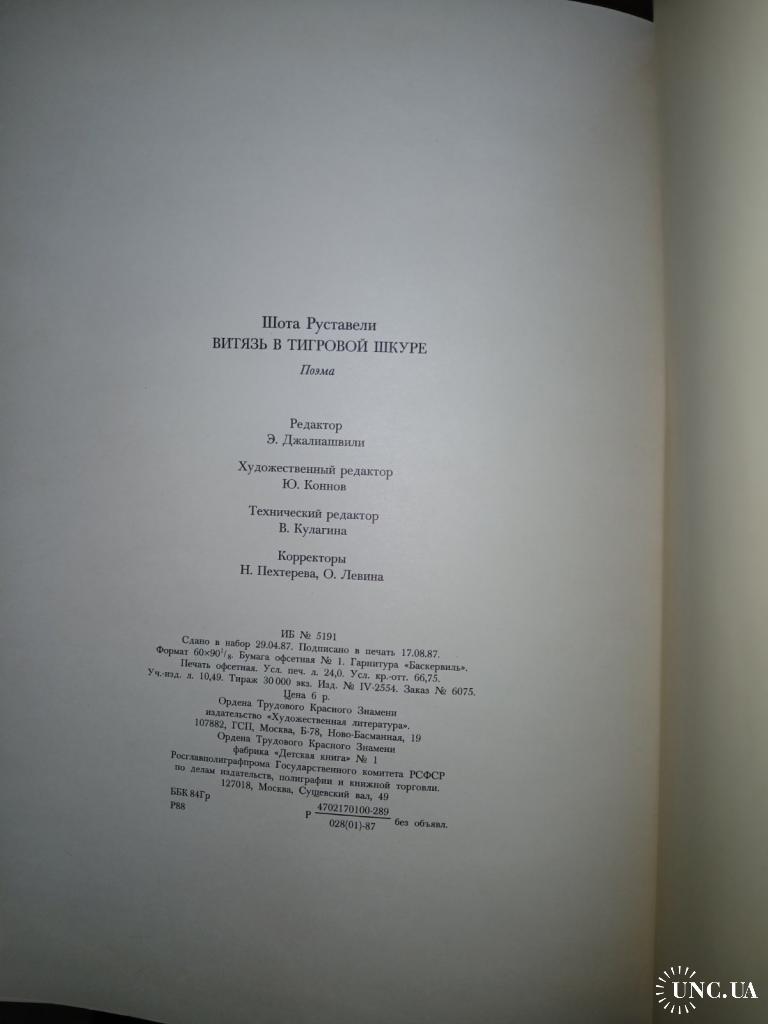 Шота Руставели
ВИТЯЗЬ В ТИГРОВОЙ ШКУРЕ
Поэма
Редактор
Э. Джалиашвили
Художественный редактор
Ю. Коннов
Технический редактор
В. Кулагина
Корректоры
Н. Пехтерева, О. Левина
ИБ № 5191
Сдано в набор 29.04.87. Подписано в печать 17.08.87.
Формат 60×90¹/₈. Бумага офсетная № 1. Гарнитура «Баскервиль».
Печать офсетная. Усл. печ. л. 24,0. Усл. кр.-отт. 66,75.
Уч.-изд. л. 10,49. Тираж 30 000 экз. Изд. № IV-2554. Заказ № 6075.
Цена 6 р.
Ордена Трудового Красного Знамени
издательство «Художественная литература».
107882, ГСП, Москва, Б-78, Ново-Басманная, 19
Ордена Трудового Красного Знамени
фабрика «Детская книга» № 1
Росглавполиграфпрома Государственного комитета РСФСР
по делам издательств, полиграфии и книжной торговли.
127018, Москва, Сущевский вал, 49
ББК 84Гр
Р88
Р 4702170100-289
028(01)-87 без объявл.
UNC.UA